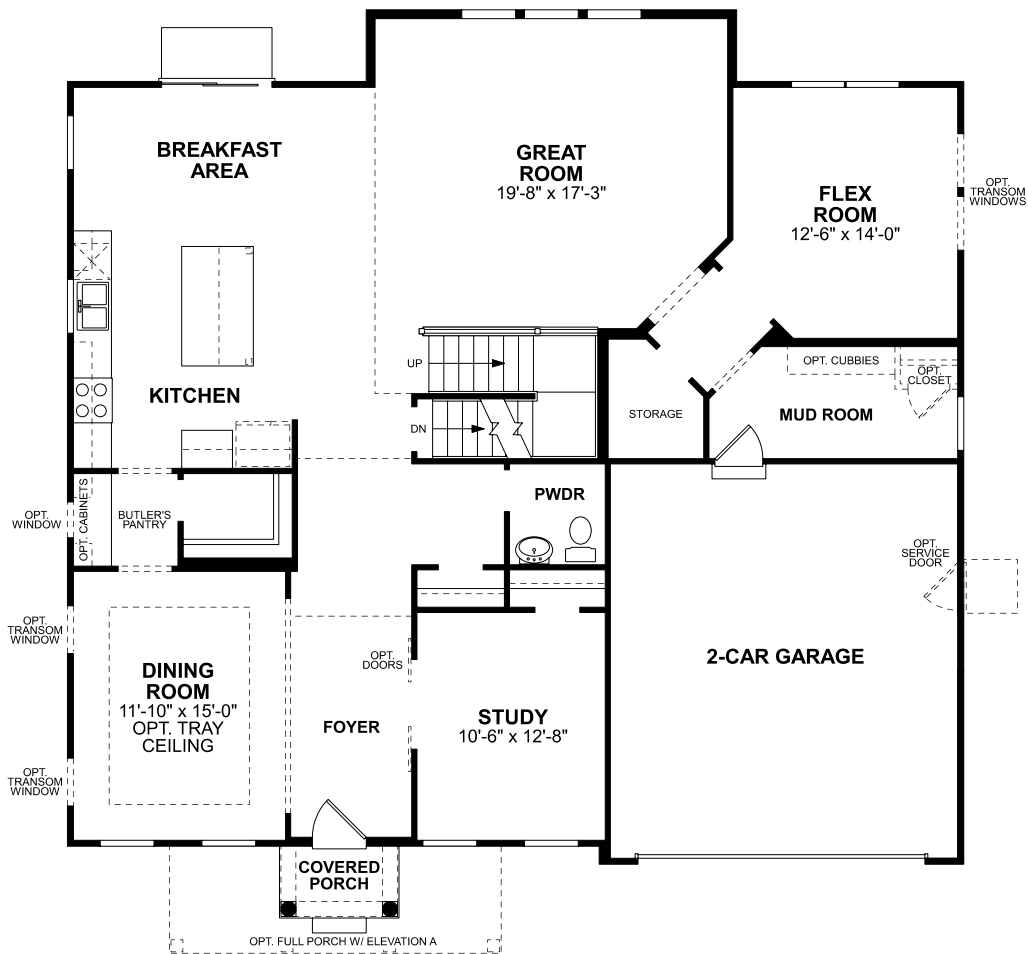 BREAKFAST
AREA
GREAT
ROOM
19'-8" x 17'-3"
FLEX
ROOM
12'-6" x 14'-0"
OPT.
TRANSOM
WINDOWS
UP
DN
KITCHEN
STORAGE
OPT. CUBBIES
OPT.
CLOSET
MUD ROOM
OPT.
WINDOW
OPT. CABINETS
BUTLER'S
PANTRY
PWDR
OPT.
SERVICE
DOOR
OPT.
TRANSOM
WINDOW
DINING
ROOM
11'-10" x 15'-0"
OPT. TRAY
CEILING
OPT.
DOORS
FOYER
STUDY
10'-6" x 12'-8"
2-CAR GARAGE
OPT.
TRANSOM
WINDOW
COVERED
PORCH
OPT. FULL PORCH W/ ELEVATION A